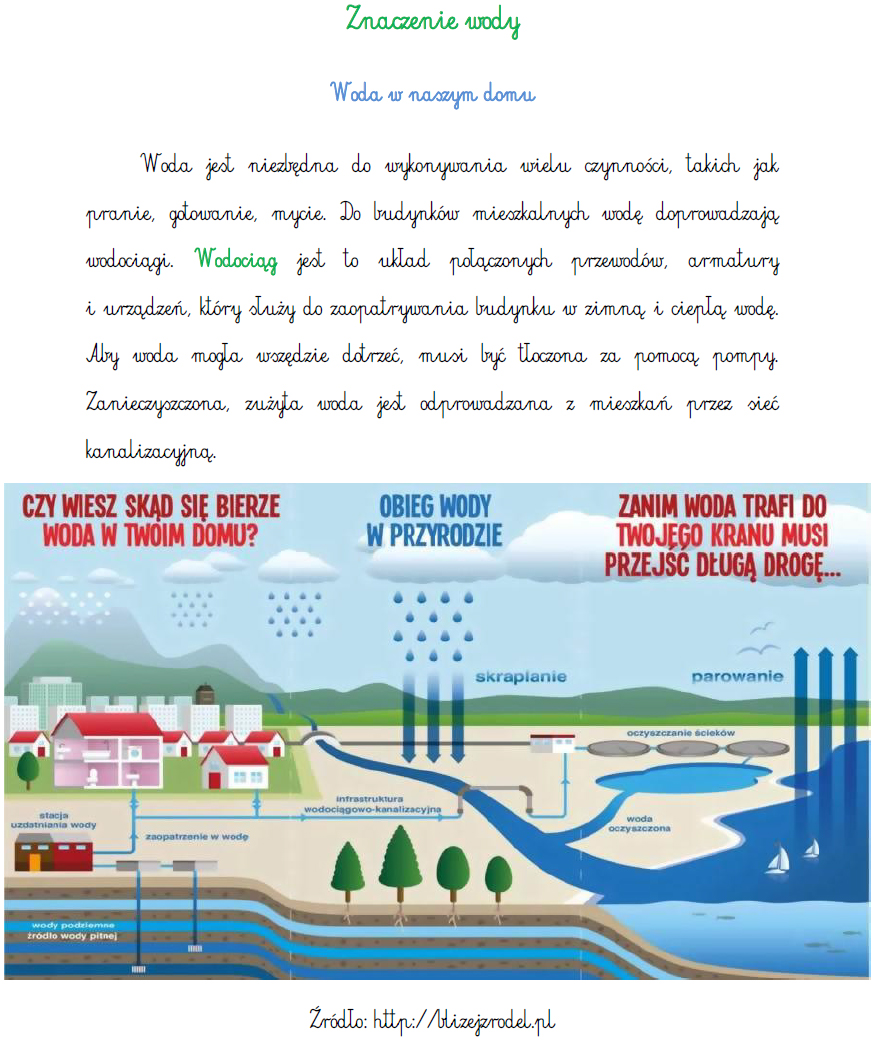 Znaczenie wody
Woda w naszym domu
Woda jest niezbędna do wykonywania wielu czynności, takich jak
pranie, gotowanie, mycie. Do budynków mieszkalnych wodę doprowadzają
wodociągi. Wodociąg jest to układ połączonych przewodów, armatury
i urządzeń, który służy do zaopatrywania budynku w zimną i ciepłą wodę.
Aby woda mogła wszędzie dotrzeć, musi być tłoczona za pomocą pompy.
Zanieczyszczona, zużyta woda jest odprowadzana z mieszkań przez sieć
kanalizacyjną.
CZY WIESZ SKĄD SIĘ BIERZE
WODA W TWOIM DOMU?
OBIEG WODY
W PRZYRODZIE
ZANIM WODA TRAFI DO
TWOJEGO KRANU MUSI
PRZEJŚĆ DŁUGĄ DROGĘ...
skraplanie
parowanie
oczyszczanie ścieków
infrastruktura
wodociągowo-kanalizacyjna
woda
oczyszczona
stacja
uzdatniania wody
zaopatrzenie w wodę
wody podziemne
źródło wody pitnej
Źródło: http://blizejzrodel.pl